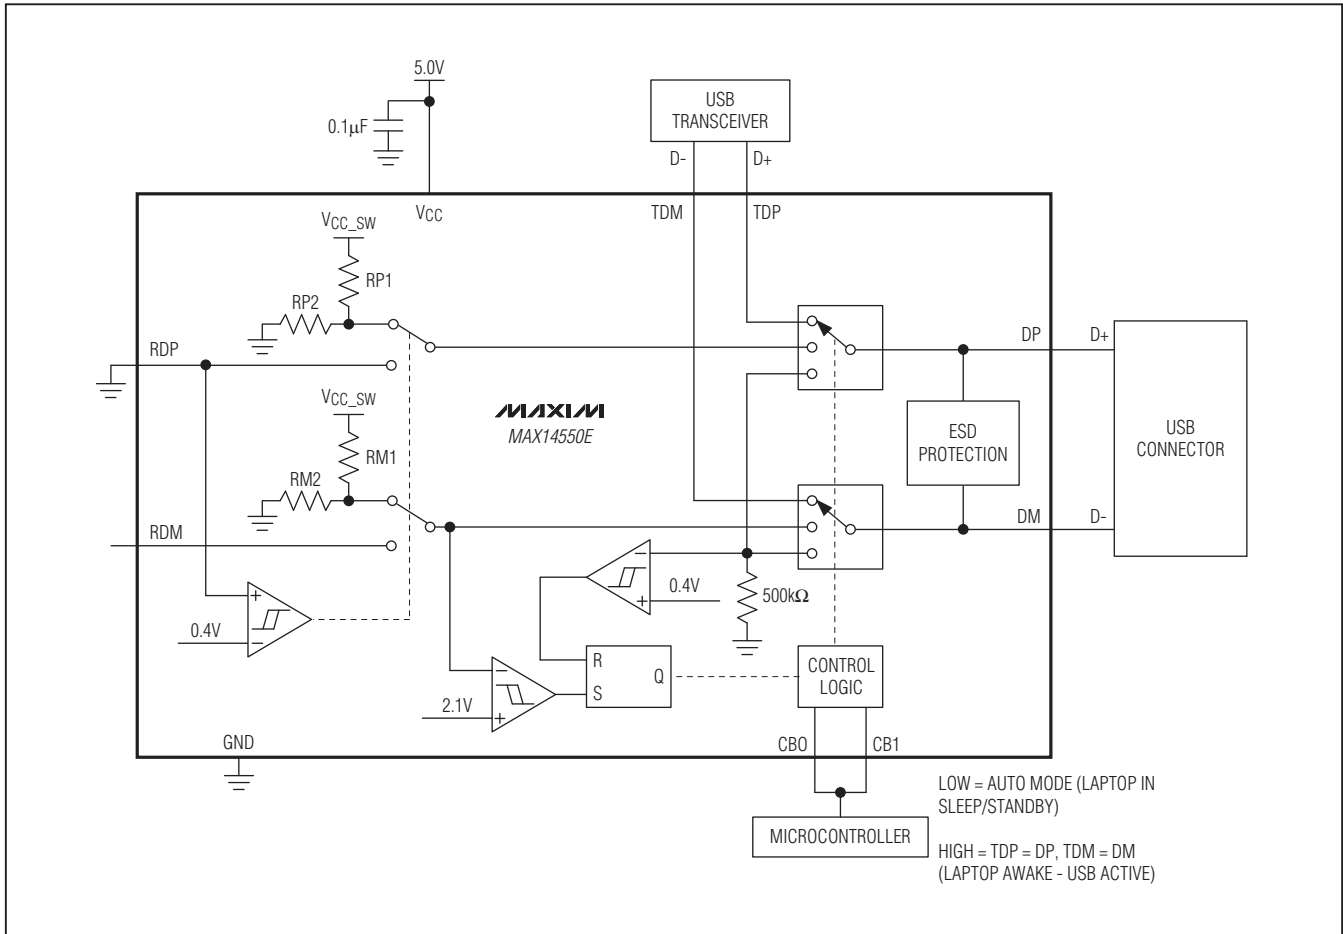 5.0V
0.1µF
USB
TRANSCEIVER
D-
D+
VCC_SW
VCC
TDM
TDP
RP1
RP2
RDP
DP
D+
VCC_SW
MAXIM
MAX14550E
ESD
PROTECTION
USB
CONNECTOR
RM1
RM2
RDM
DM
D-
-
+
0.4V
500kΩ
+
-
0.4V
R
S
Q
CONTROL
LOGIC
-
+
2.1V
GND
CB0
CB1
LOW = AUTO MODE (LAPTOP IN
SLEEP/STANDBY)
MICROCONTROLLER
HIGH = TDP = DP, TDM = DM
(LAPTOP AWAKE - USB ACTIVE)